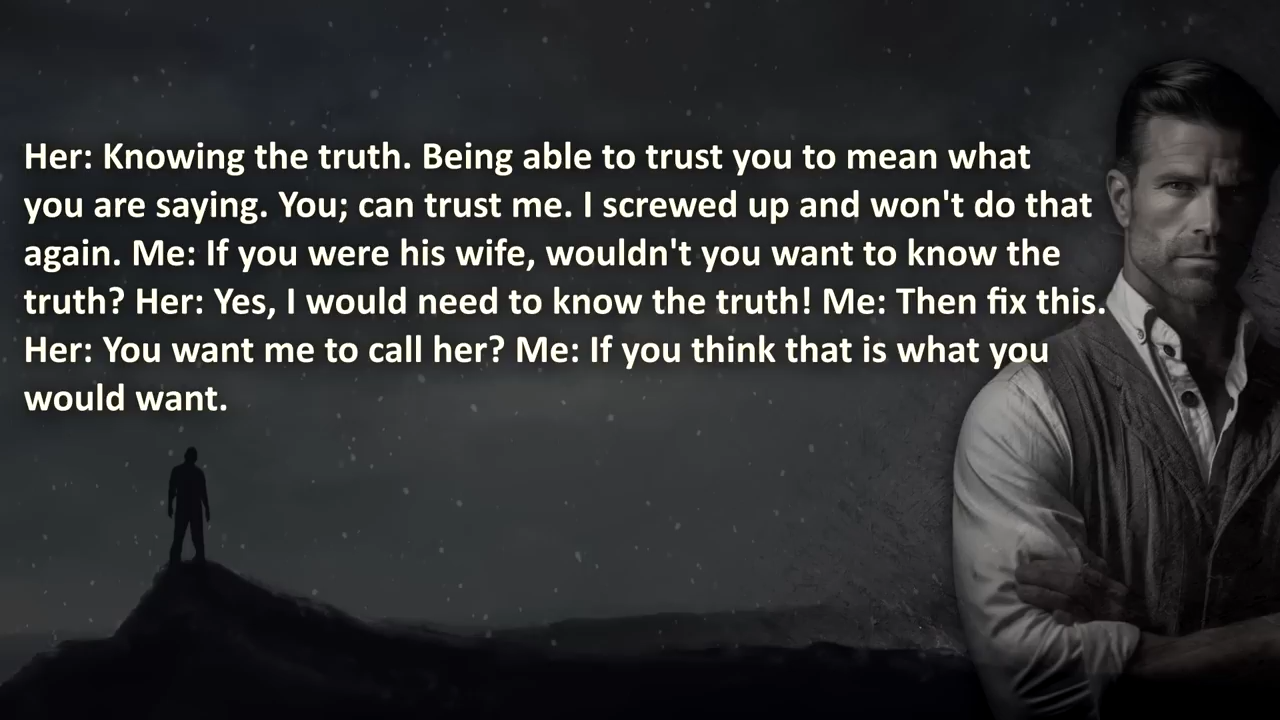 Her: Knowing the truth. Being able to trust you to mean what
you are saying. You; can trust me. I screwed up and won't do that
again. Me: If you were his wife, wouldn't you want to know the
truth? Her: Yes, I would need to know the truth! Me: Then fix this.
Her: You want me to call her? Me: If you think that is what you
would want.